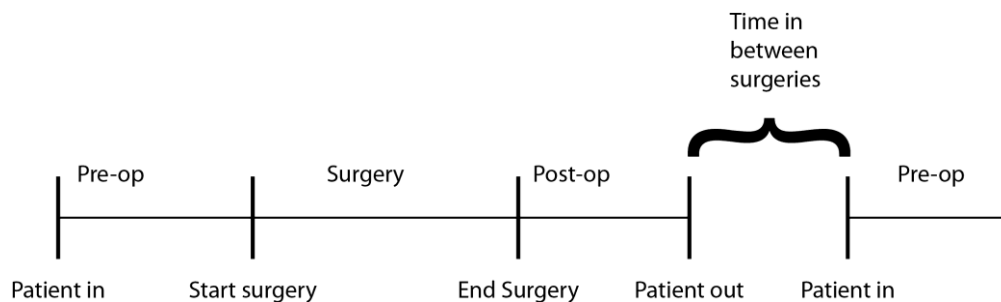 Time in
between
surgeries
Pre-op
Surgery
Post-op
Pre-op
Patient in
Start surgery
End Surgery
Patient out
Patient in